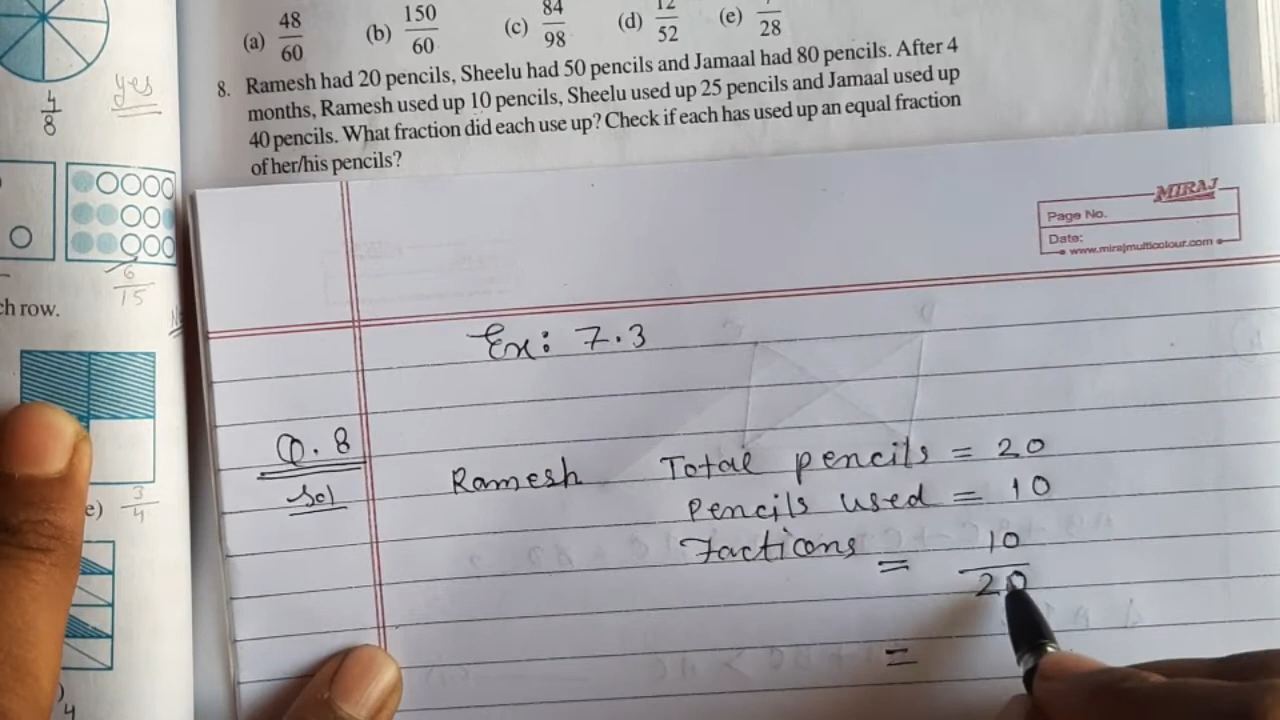 (a) 48/60 (b) 150/60 (c) 84/98 (d) 12/52 (e) /28
8. Ramesh had 20 pencils, Sheelu had 50 pencils and Jamaal had 80 pencils. After 4
months, Ramesh used up 10 pencils, Sheelu used up 25 pencils and Jamaal used up
40 pencils. What fraction did each use up? Check if each has used up an equal fraction
of her/his pencils?
4/8
yes
6/15
ch row.
e) 3/4
4
MIRAJ
Page No.
Date:
www.mirajmulticolour.com
Ex: 7.3
Q. 8
Sol
Ramesh Total pencils = 20
Pencils used = 10
Factions = 10/20
=